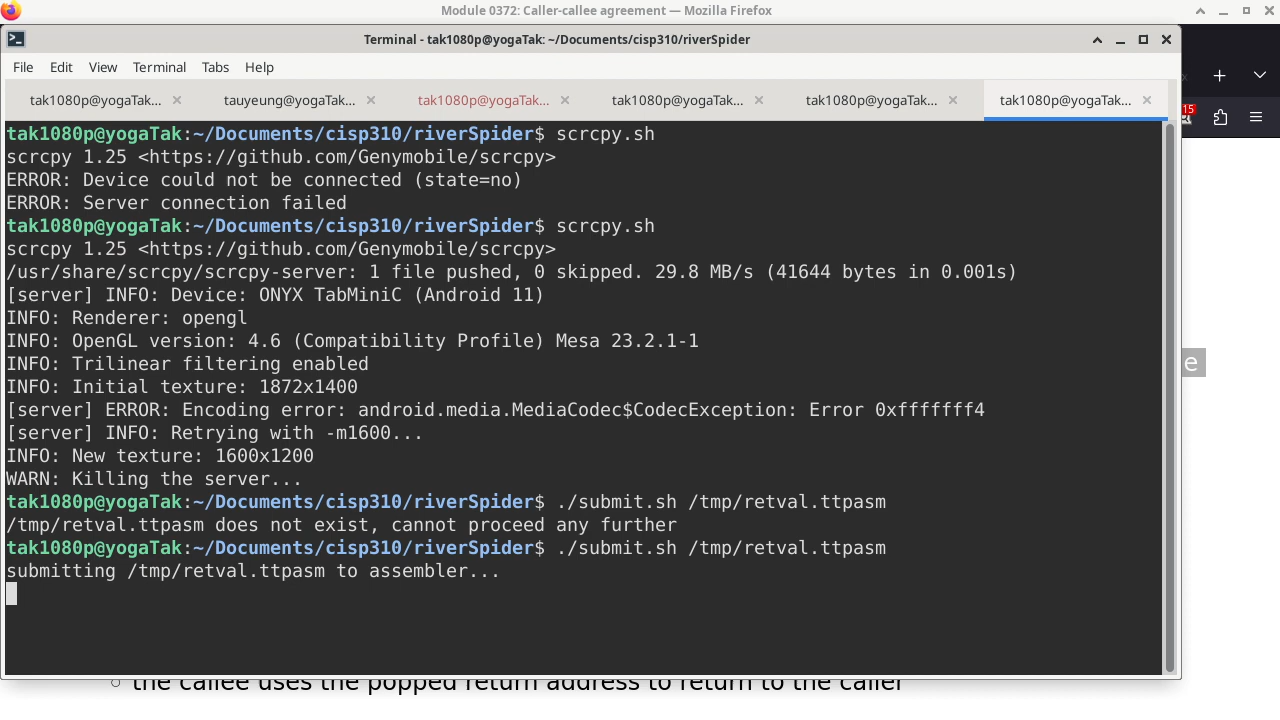 Module 0372: Caller-callee agreement — Mozilla Firefox
Terminal - tak1080p@yogaTak: ~/Documents/cisp310/riverSpider
File Edit View Terminal Tabs Help
tak1080p@yogaTak... tauyeung@yogaTak... tak1080p@yogaTak... tak1080p@yogaTak... tak1080p@yogaTak... tak1080p@yogaTak...
15
tak1080p@yogaTak:~/Documents/cisp310/riverSpider$ scrcpy.sh
scrcpy 1.25 <https://github.com/Genymobile/scrcpy>
ERROR: Device could not be connected (state=no)
ERROR: Server connection failed
tak1080p@yogaTak:~/Documents/cisp310/riverSpider$ scrcpy.sh
scrcpy 1.25 <https://github.com/Genymobile/scrcpy>
/usr/share/scrcpy/scrcpy-server: 1 file pushed, 0 skipped. 29.8 MB/s (41644 bytes in 0.001s)
[server] INFO: Device: ONYX TabMiniC (Android 11)
INFO: Renderer: opengl
INFO: OpenGL version: 4.6 (Compatibility Profile) Mesa 23.2.1-1
INFO: Trilinear filtering enabled
e
INFO: Initial texture: 1872x1400
[server] ERROR: Encoding error: android.media.MediaCodec$CodecException: Error 0xfffffff4
[server] INFO: Retrying with -m1600...
INFO: New texture: 1600x1200
WARN: Killing the server...
tak1080p@yogaTak:~/Documents/cisp310/riverSpider$ ./submit.sh /tmp/retval.ttpasm
/tmp/retval.ttpasm does not exist, cannot proceed any further
tak1080p@yogaTak:~/Documents/cisp310/riverSpider$ ./submit.sh /tmp/retval.ttpasm
submitting /tmp/retval.ttpasm to assembler...
the callee uses the popped return address to return to the caller